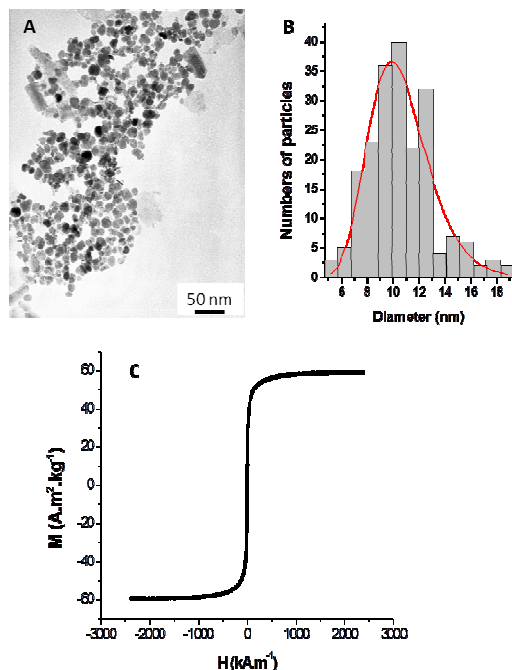 A
50 nm
B
Numbers of particles
40
35
30
25
20
15
10
5
0
6 8 10 12 14 16 18
Diameter (nm)
C
M (A.m².kg⁻¹)
60
40
20
0
-20
-40
-60
-3000 -2000 -1000 0 1000 2000 3000
H(kA.m⁻¹)